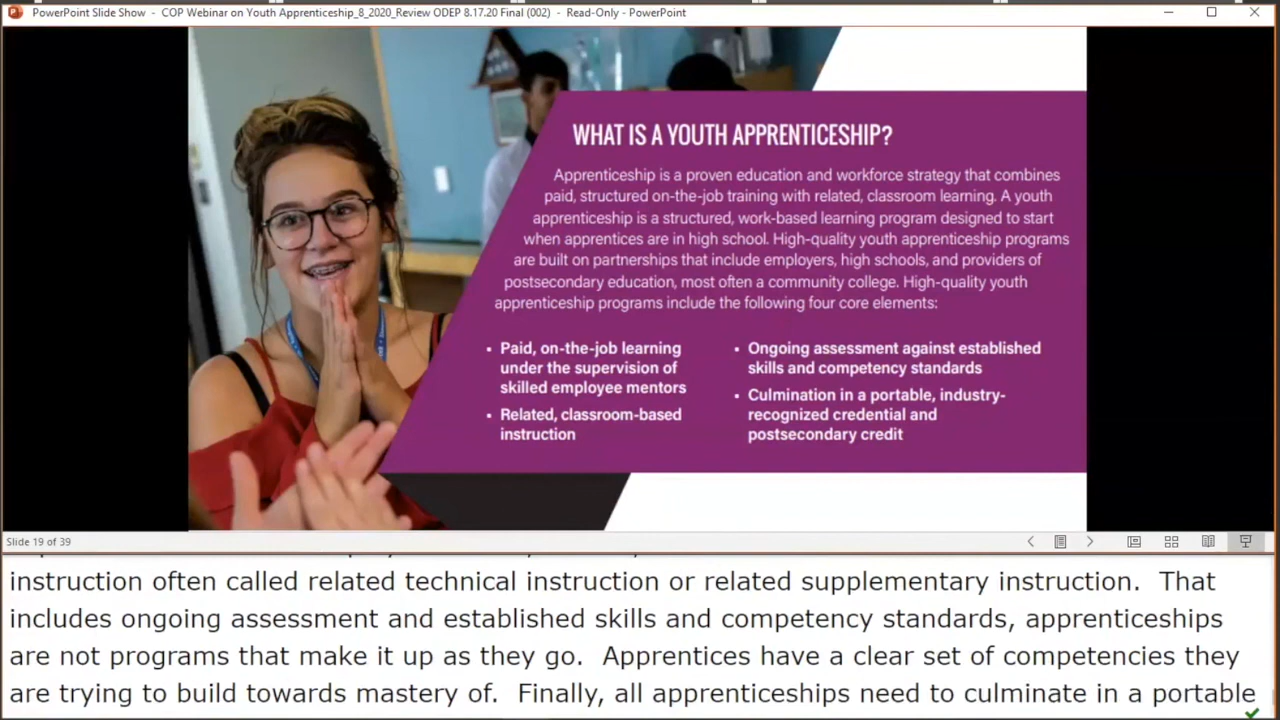 PowerPoint Slide Show - COP Webinar on Youth Apprenticeship_8_2020_Review ODEP 8.17.20 Final (002) - Read-Only - PowerPoint
WHAT IS A YOUTH APPRENTICESHIP?
Apprenticeship is a proven education and workforce strategy that combines
paid, structured on-the-job training with related, classroom learning. A youth
apprenticeship is a structured, work-based learning program designed to start
when apprentices are in high school. High-quality youth apprenticeship programs
are built on partnerships that include employers, high schools, and providers of
postsecondary education, most often a community college. High-quality youth
apprenticeship programs include the following four core elements:
• Paid, on-the-job learning
under the supervision of
skilled employee mentors
• Related, classroom-based
instruction
• Ongoing assessment against established
skills and competency standards
• Culmination in a portable, industry-
recognized credential and
postsecondary credit
Slide 19 of 39
instruction often called related technical instruction or related supplementary instruction. That
includes ongoing assessment and established skills and competency standards, apprenticeships
are not programs that make it up as they go. Apprentices have a clear set of competencies they
are trying to build towards mastery of. Finally, all apprenticeships need to culminate in a portable